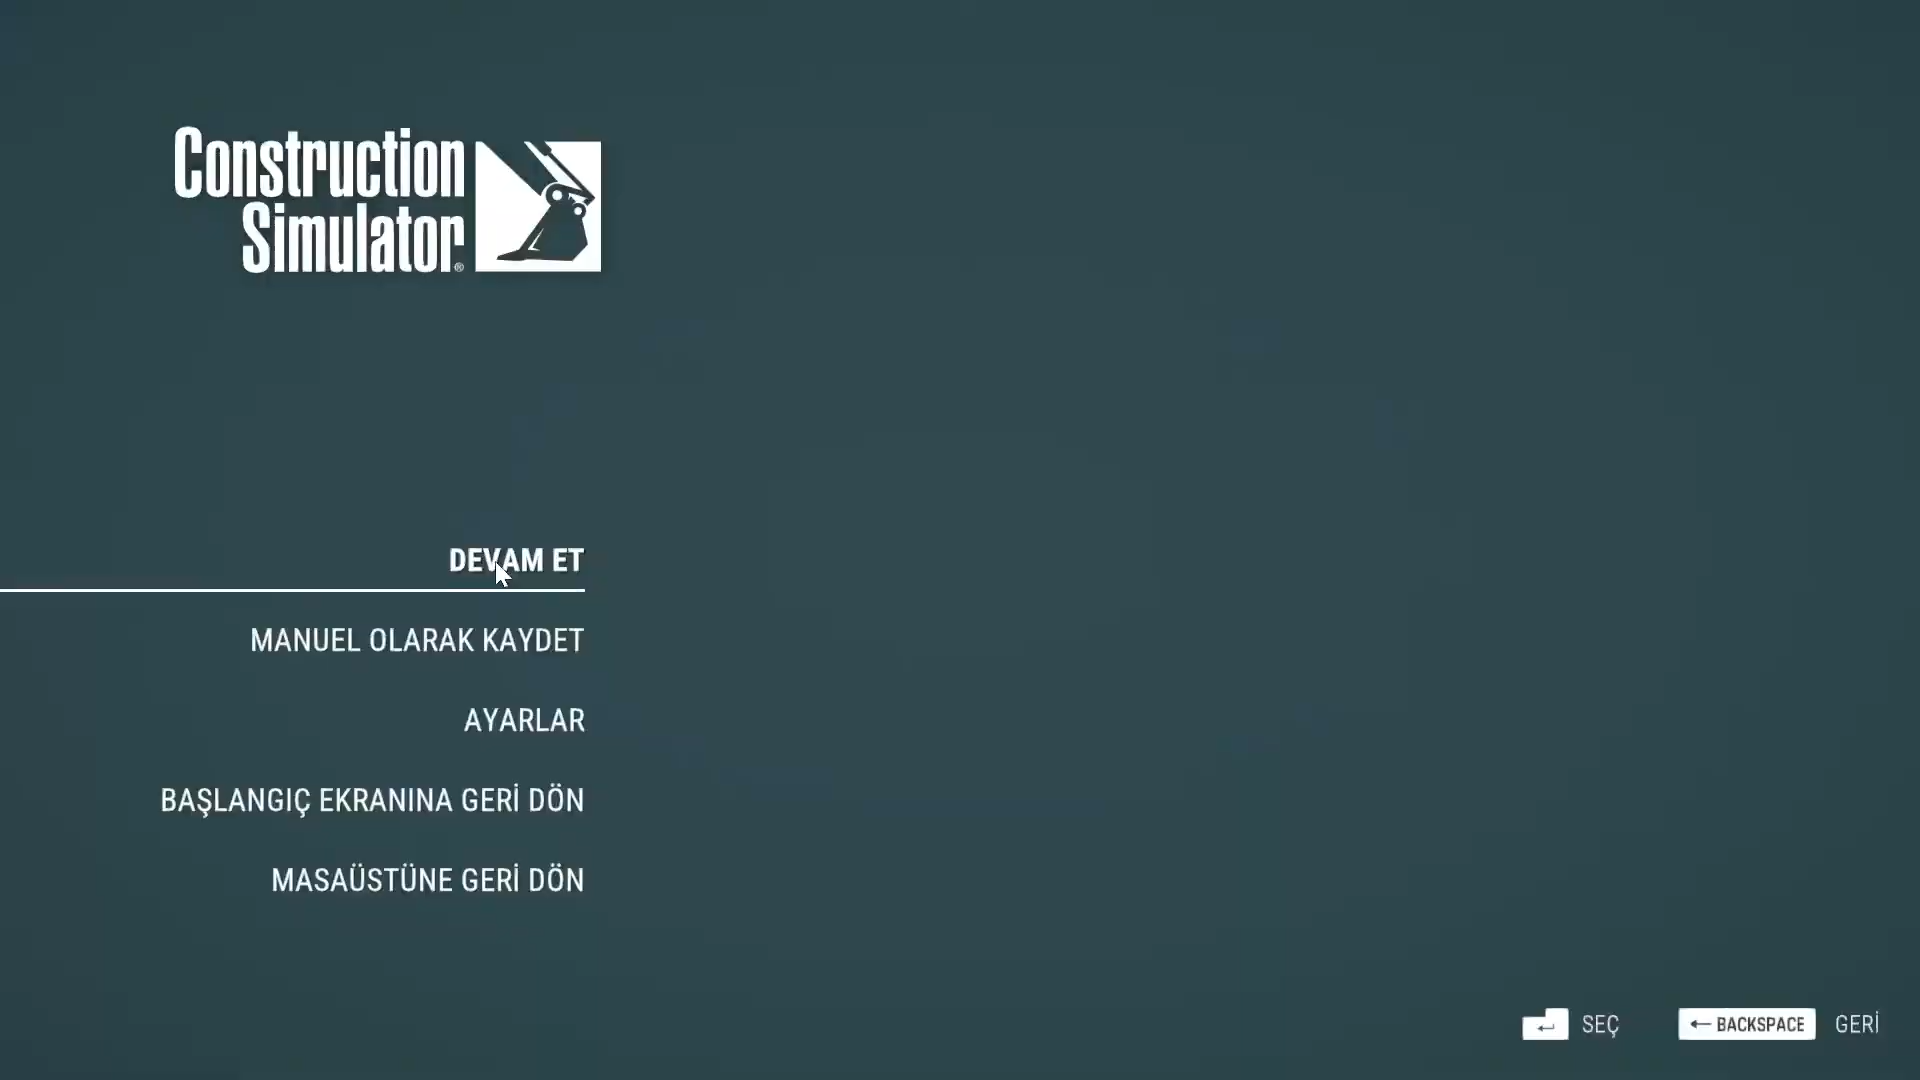 Construction
Simulator®
DEVAM ET
MANUEL OLARAK KAYDET
AYARLAR
BAŞLANGIÇ EKRANINA GERİ DÖN
MASAÜSTÜNE GERİ DÖN
SEÇ
← BACKSPACE GERİ